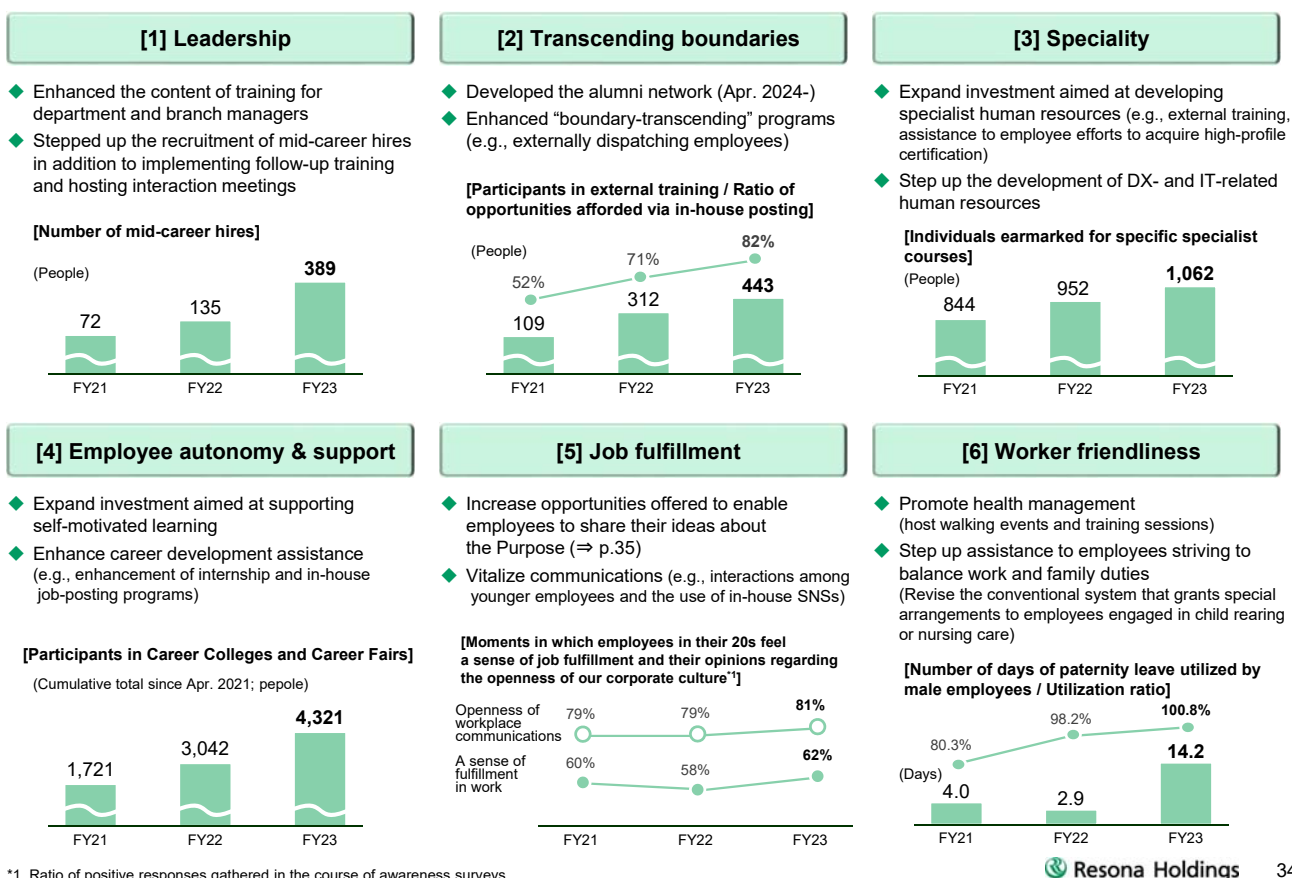 [1] Leadership
◆ Enhanced the content of training for
department and branch managers
◆ Stepped up the recruitment of mid-career hires
in addition to implementing follow-up training
and hosting interaction meetings
[Number of mid-career hires]
(People)
72
135
389
FY21
FY22
FY23
[2] Transcending boundaries
◆ Developed the alumni network (Apr. 2024-)
◆ Enhanced “boundary-transcending” programs
(e.g., externally dispatching employees)
[Participants in external training / Ratio of
opportunities afforded via in-house posting]
(People)
52%
71%
82%
109
312
443
FY21
FY22
FY23
[3] Speciality
◆ Expand investment aimed at developing
specialist human resources (e.g., external training,
assistance to employee efforts to acquire high-profile
certification)
◆ Step up the development of DX- and IT-related
human resources
[Individuals earmarked for specific specialist
courses]
(People)
844
952
1,062
FY21
FY22
FY23
[4] Employee autonomy & support
◆ Expand investment aimed at supporting
self-motivated learning
◆ Enhance career development assistance
(e.g., enhancement of internship and in-house
job-posting programs)
[Participants in Career Colleges and Career Fairs]
(Cumulative total since Apr. 2021; pepole)
1,721
3,042
4,321
FY21
FY22
FY23
[5] Job fulfillment
◆ Increase opportunities offered to enable
employees to share their ideas about
the Purpose (⇒ p.35)
◆ Vitalize communications (e.g., interactions among
younger employees and the use of in-house SNSs)
[Moments in which employees in their 20s feel
a sense of job fulfillment and their opinions regarding
the openness of our corporate culture*1]
Openness of
workplace
communications
79%
79%
81%
A sense of
fulfillment
in work
60%
58%
62%
FY21
FY22
FY23
[6] Worker friendliness
◆ Promote health management
(host walking events and training sessions)
◆ Step up assistance to employees striving to
balance work and family duties
(Revise the conventional system that grants special
arrangements to employees engaged in child rearing
or nursing care)
[Number of days of paternity leave utilized by
male employees / Utilization ratio]
80.3%
98.2%
100.8%
(Days)
4.0
2.9
14.2
FY21
FY22
FY23
*1. Ratio of positive responses gathered in the course of awareness surveys
Resona Holdings
34